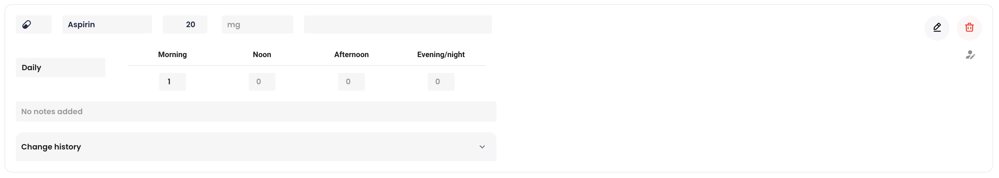 Aspirin 20 mg
Morning Noon Afternoon Evening/night
Daily
1 0 0 0
No notes added
Change history